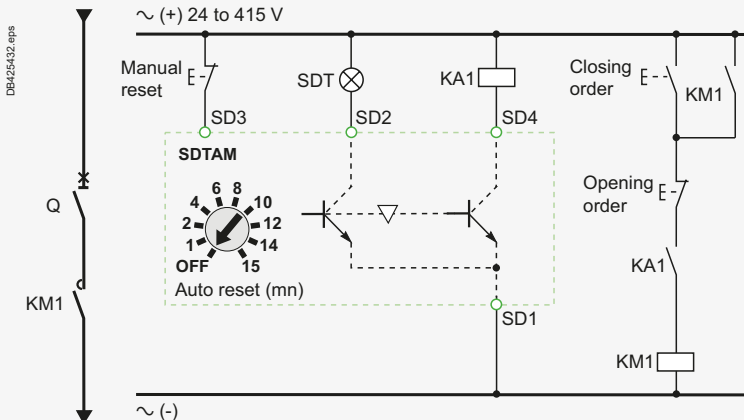 ∿ (+) 24 to 415 V
DB425432.eps
Manual
reset
SDT
KA1
Closing
order
KM1
SD3
SD2
SD4
SDTAM
6 8
4 10
2 12
1 14
OFF 15
Auto reset (mn)
Q
Opening
order
KA1
KM1
SD1
KM1
∿ (-)